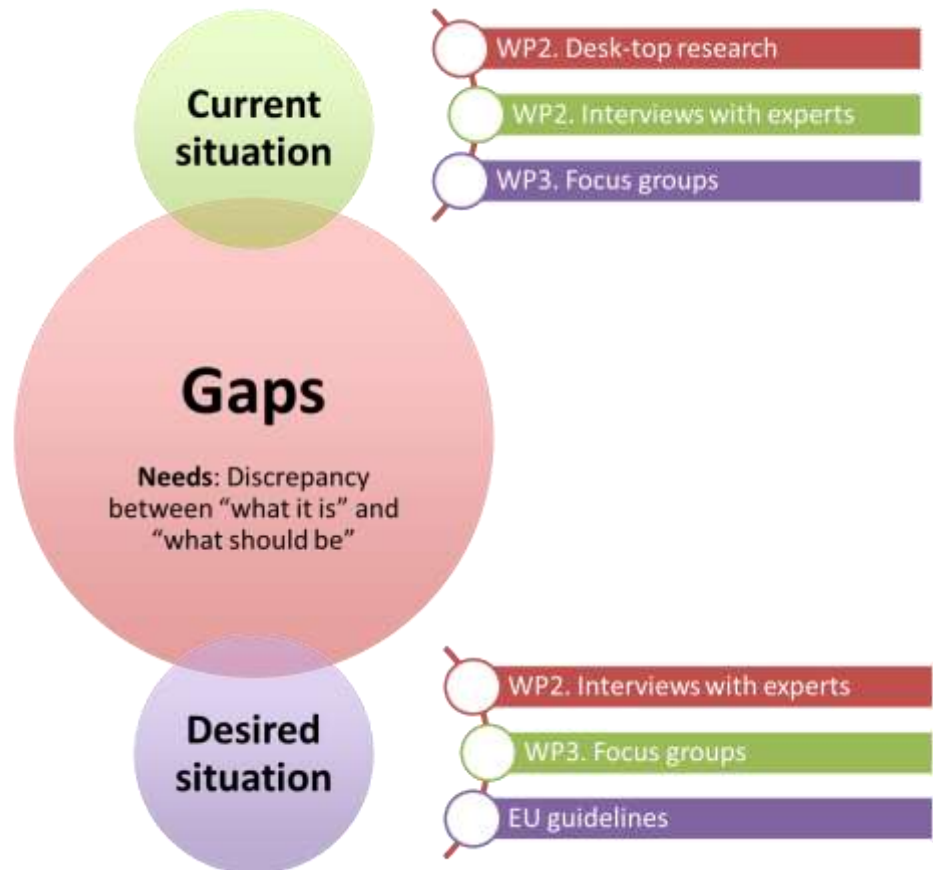 Current
situation
WP2. Desk-top research
WP2. Interviews with experts
WP3. Focus groups
Gaps
Needs: Discrepancy
between “what it is” and
“what should be”
Desired
situation
WP2. Interviews with experts
WP3. Focus groups
EU guidelines